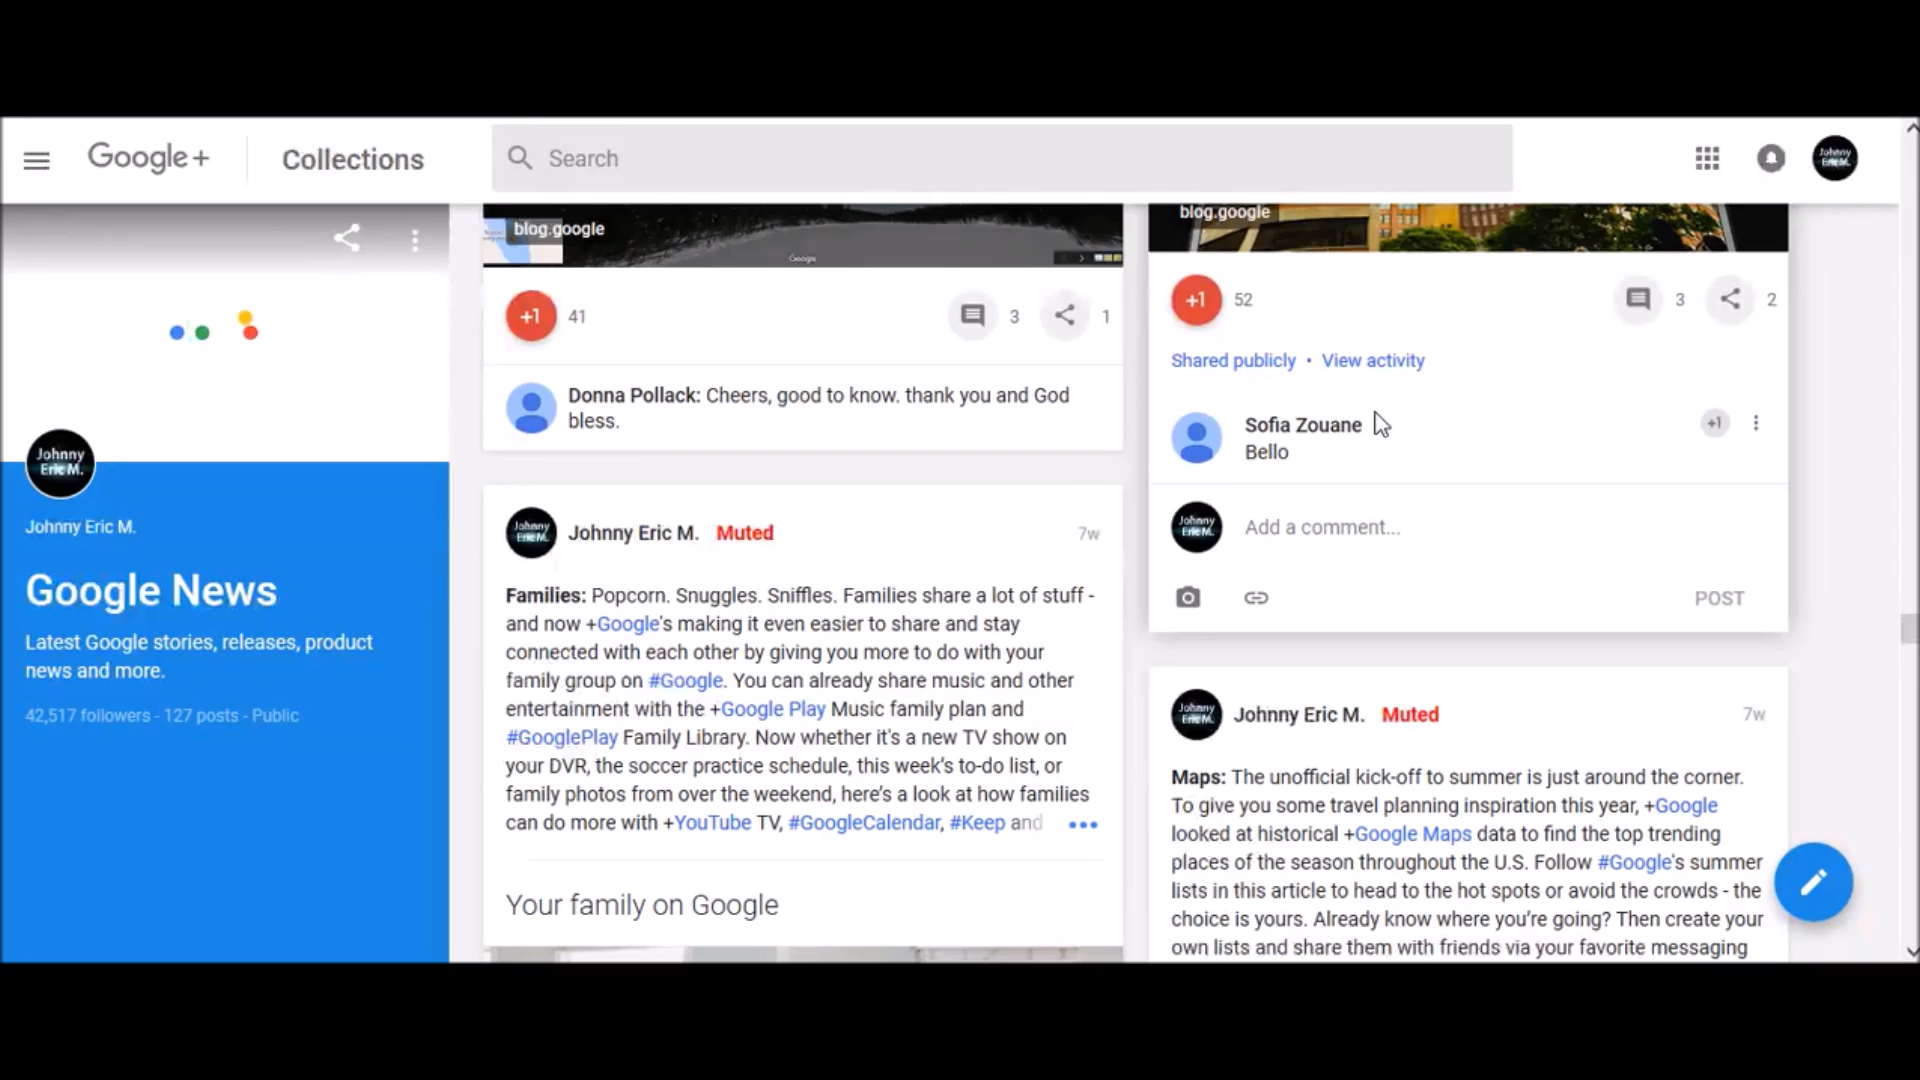 Google+
Collections
Search
Johnny
Eric M.
Johnny
Eric M.
Johnny Eric M.
Google News
Latest Google stories, releases, product
news and more.
42,517 followers - 127 posts - Public
blog.google
Google
+1 41 3 1
Donna Pollack: Cheers, good to know. thank you and God
bless.
Johnny
Eric M.
Johnny Eric M. Muted 7w
Families: Popcorn. Snuggles. Sniffles. Families share a lot of stuff -
and now +Google's making it even easier to share and stay
connected with each other by giving you more to do with your
family group on #Google. You can already share music and other
entertainment with the +Google Play Music family plan and
#GooglePlay Family Library. Now whether it's a new TV show on
your DVR, the soccer practice schedule, this week's to-do list, or
family photos from over the weekend, here's a look at how families
can do more with +YouTube TV, #GoogleCalendar, #Keep and
Your family on Google
blog.google
+1 52 3 2
Shared publicly • View activity
Sofia Zouane +1
Bello
Johnny
Eric M.
Add a comment...
POST
Johnny
Eric M.
Johnny Eric M. Muted 7w
Maps: The unofficial kick-off to summer is just around the corner.
To give you some travel planning inspiration this year, +Google
looked at historical +Google Maps data to find the top trending
places of the season throughout the U.S. Follow #Google's summer
lists in this article to head to the hot spots or avoid the crowds - the
choice is yours. Already know where you're going? Then create your
own lists and share them with friends via your favorite messaging